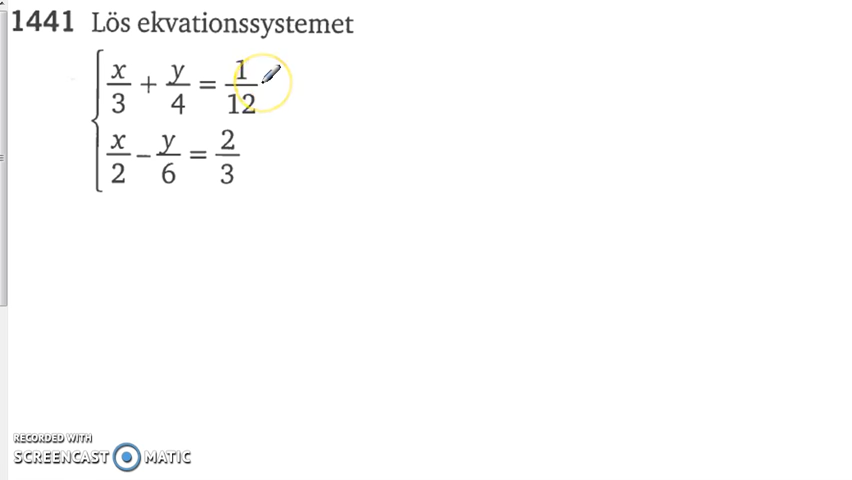 1441 Lös ekvationssystemet
x/3 + y/4 = 1/12
x/2 − y/6 = 2/3
RECORDED WITH
SCREENCAST MATIC